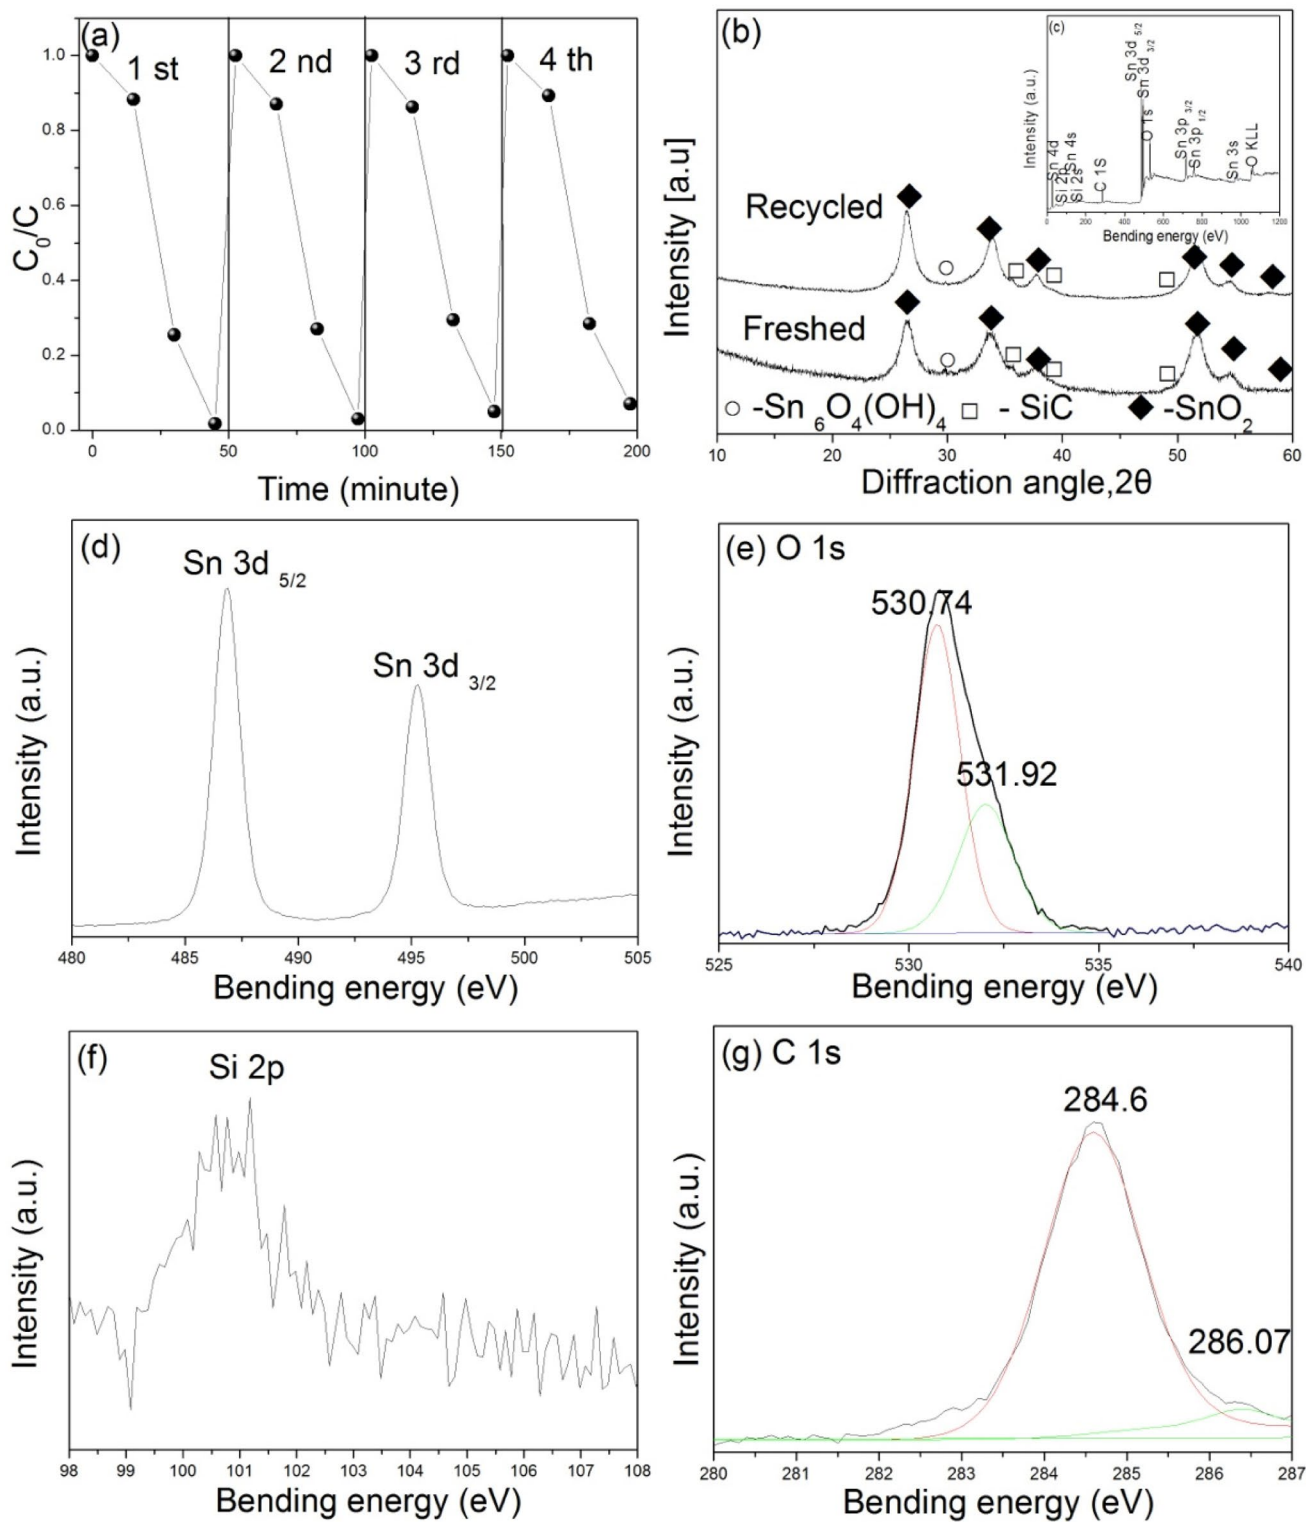 (a)
1 st
2 nd
3 rd
4 th
C0/C
1.0
0.8
0.6
0.4
0.2
0.0
0
50
100
150
200
Time (minute)
(b)
Intensity [a.u]
Recycled
Freshed
○ -Sn6O4(OH)4 □ - SiC ◆ -SnO2
10
20
30
40
50
60
Diffraction angle,2θ
(c)
Intensity (a.u.)
Sn 4d
Si 2p
Sn 4s
Si 2s
C 1S
Sn 3d 5/2
Sn 3d 3/2
O 1s
Sn 3p 3/2
Sn 3p 1/2
Sn 3s
O KLL
0
200
400
600
800
1000
1200
Bending energy (eV)
(d)
Sn 3d 5/2
Sn 3d 3/2
Intensity (a.u.)
480
485
490
495
500
505
Bending energy (eV)
(e) O 1s
530.74
531.92
Intensity (a.u.)
525
530
535
540
Bending energy (eV)
(f)
Si 2p
Intensity (a.u.)
98
99
100
101
102
103
104
105
106
107
108
Bending energy (eV)
(g) C 1s
284.6
286.07
Intensity (a.u.)
280
281
282
283
284
285
286
287
Bending energy (eV)